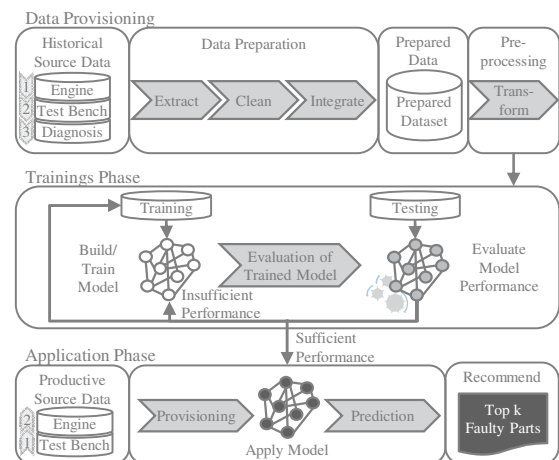 Data Provisioning
Historical
Source Data
1
Engine
2
Test Bench
3
Diagnosis
Data Preparation
Extract
Clean
Integrate
Prepared
Data
Prepared
Dataset
Pre-
processing
Trans-
form
Trainings Phase
Training
Testing
Build/
Train
Model
Evaluation of
Trained Model
Evaluate
Model
Performance
Insufficient
Performance
Sufficient
Performance
Application Phase
Productive
Source Data
2
Engine
1
Test Bench
Provisioning
Apply Model
Prediction
Recommend
Top k
Faulty Parts